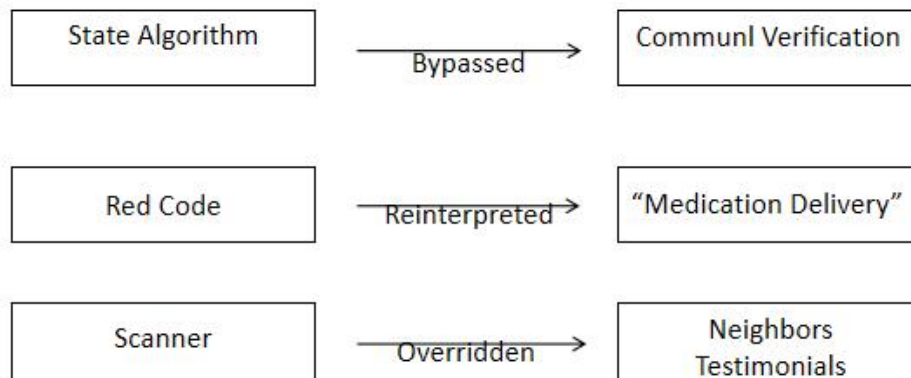 State Algorithm
Bypassed
Communl Verification
Red Code
Reinterpreted
“Medication Delivery”
Scanner
Overridden
Neighbors
Testimonials